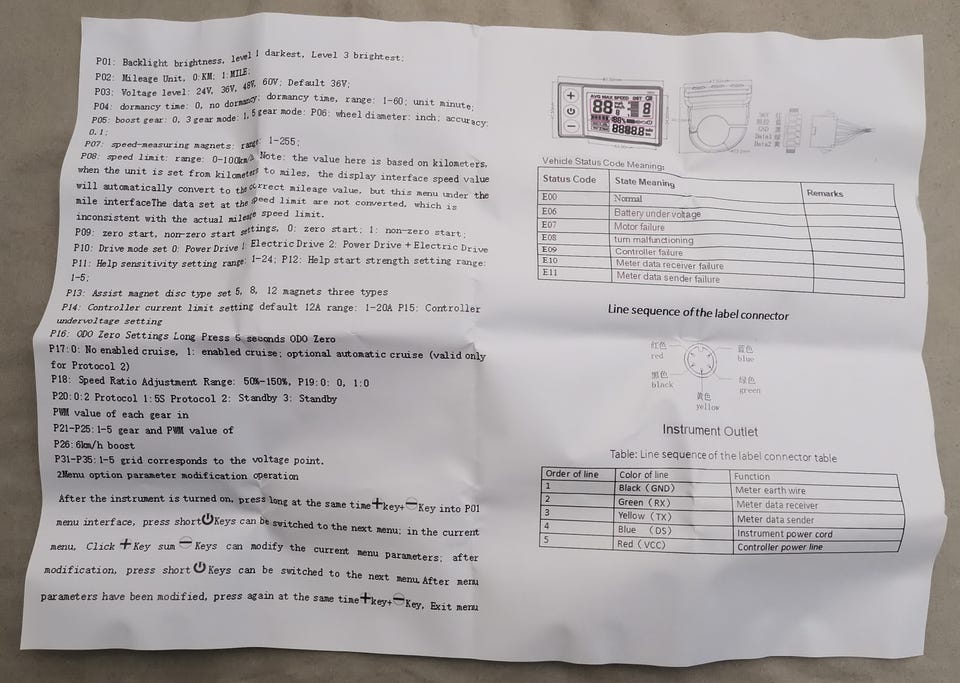 P01: Backlight brightness, level 1 darkest, Level 3 brightest;
P02: Mileage Unit, 0:KM; 1:MILE;
P03: Voltage level: 24V, 36V, 48V, 60V; Default 36V;
P04: dormancy time: 0, no dormancy; dormancy time, range: 1-60; unit minute;
P05: boost gear: 0, 3 gear mode: 1, 5 gear mode: P06: wheel diameter: inch; accuracy:
0.1;
P07: speed-measuring magnets: range: 1-255;
P08: speed limit: range: 0-100km/h Note: the value here is based on kilometers,
when the unit is set from kilometers to miles, the display interface speed value
will automatically convert to the correct mileage value, but this menu under the
mile interfaceThe data set at the speed limit are not converted, which is
inconsistent with the actual mileage speed limit.
P09: zero start, non-zero start settings, 0: zero start; 1: non-zero start;
P10: Drive mode set 0: Power Drive 1: Electric Drive 2: Power Drive + Electric Drive
P11: Help sensitivity setting range: 1-24; P12: Help start strength setting range:
1-5;
P13: Assist magnet disc type set 5, 8, 12 magnets three types
P14: Controller current limit setting default 12A range: 1-20A P15: Controller
undervoltage setting
P16: ODO Zero Settings Long Press 5 seconds ODO Zero
P17:0: No enabled cruise, 1: enabled cruise; optional automatic cruise (valid only
for Protocol 2)
P18: Speed Ratio Adjustment Range: 50%-150%, P19:0: 0, 1:0
P20:0:2 Protocol 1:5S Protocol 2: Standby 3: Standby
PWM value of each gear in
P21-P25:1-5 gear and PWM value of
P26:6km/h boost
P31-P35:1-5 grid corresponds to the voltage point.
2Menu option parameter modification operation
After the instrument is turned on, press long at the same time+key+−Key into P01
menu interface, press short⏻Keys can be switched to the next menu; in the current
menu, Click +Key sum −Keys can modify the current menu parameters; after
modification, press short⏻Keys can be switched to the next menu.After menu
parameters have been modified, press again at the same time+key+−Key, Exit menu
AVG MAX SPEED
88 8
88%
8888.8
GND
Data1
Data2
Vehicle Status Code Meaning:
Status Code State Meaning Remarks
E00 Normal
E06 Battery under voltage
E07 Motor failure
E08 turn malfunctioning
E09 Controller failure
E10 Meter data receiver failure
E11 Meter data sender failure
Line sequence of the label connector
红色 蓝色
red blue
黑色 绿色
black green
黄色
yellow
Instrument Outlet
Table: Line sequence of the label connector table
Order of line Color of line Function
1 Black（GND） Meter earth wire
2 Green（RX） Meter data receiver
3 Yellow（TX） Meter data sender
4 Blue （DS） Instrument power cord
5 Red（VCC） Controller power line